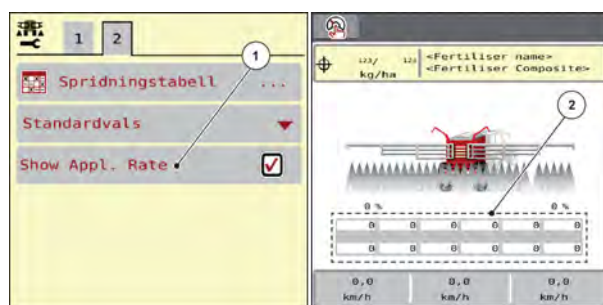 1 2
1
Spridningstabell ...
Standardvals
Show Appl. Rate
123/ 123 <Fertiliser name>
kg/ha <Fertiliser Composite>
2
0 % 0 %
0 0 0 0 0 0
0 0 0 0 0 0
0,0 0,0 0,0
km/h km/h km/h